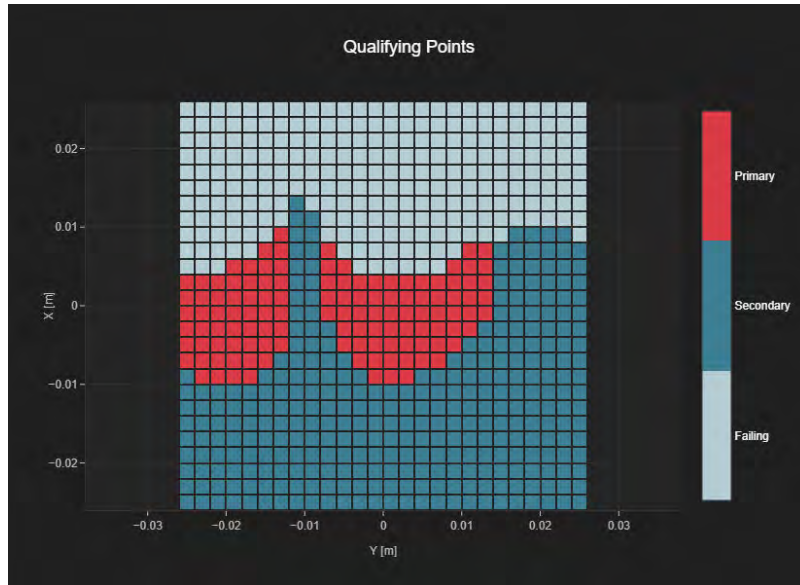 Qualifying Points
0.02
0.01
0
−0.01
−0.02
X [m]
−0.03
−0.02
−0.01
0
0.01
0.02
0.03
Y [m]
Primary
Secondary
Failing